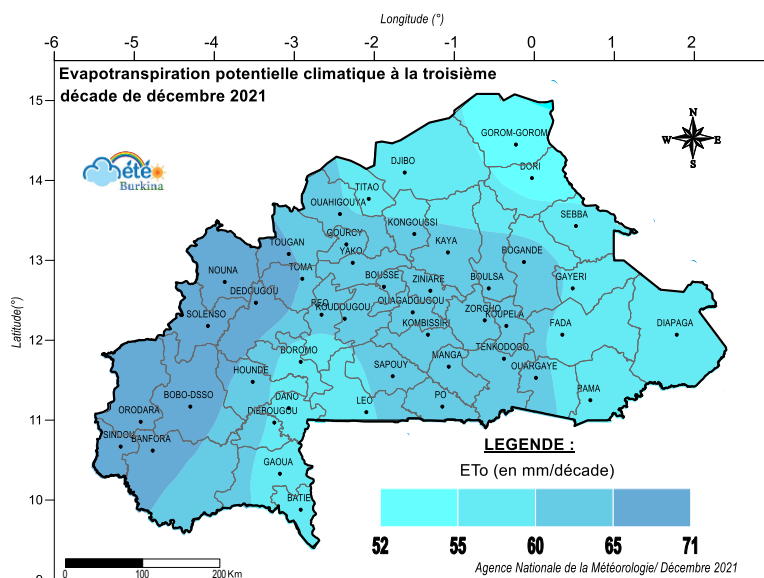 Longitude (°)
-6 -5 -4 -3 -2 -1 0 1 2
Evapotranspiration potentielle climatique à la troisième
décade de décembre 2021
15
GOROM-GOROM
N
W E
S
été
Burkina
DJIBO
DORI
14
TITAO
OUAHIGOUYA
SEBBA
KONGOUSSI
GOURCY
TOUGAN
KAYA
YAKO
BOGANDE
13
NOUNA
TOMA
BOUSSE
ZINIARE
BOULSA
GAYERI
DEDOUGOU
REO
KOUDOUGOU
OUAGADOUGOU
ZORGHO
SOLENSO
KOMBISSIRI
KOUPELA
FADA
DIAPAGA
Latitude(°)
12
BOROMO
TENKODOGO
MANGA
HOUNDE
SAPOUY
OUARGAYE
BOBO-DSSO
DANO
LEO
PO
PAMA
ORODARA
DIEBOUGOU
11
SINDOU
BANFORA
LEGENDE :
GAOUA
ETo (en mm/décade)
10
BATIE
52 55 60 65 71
0 100 200 Km
Agence Nationale de la Météorologie/ Décembre 2021